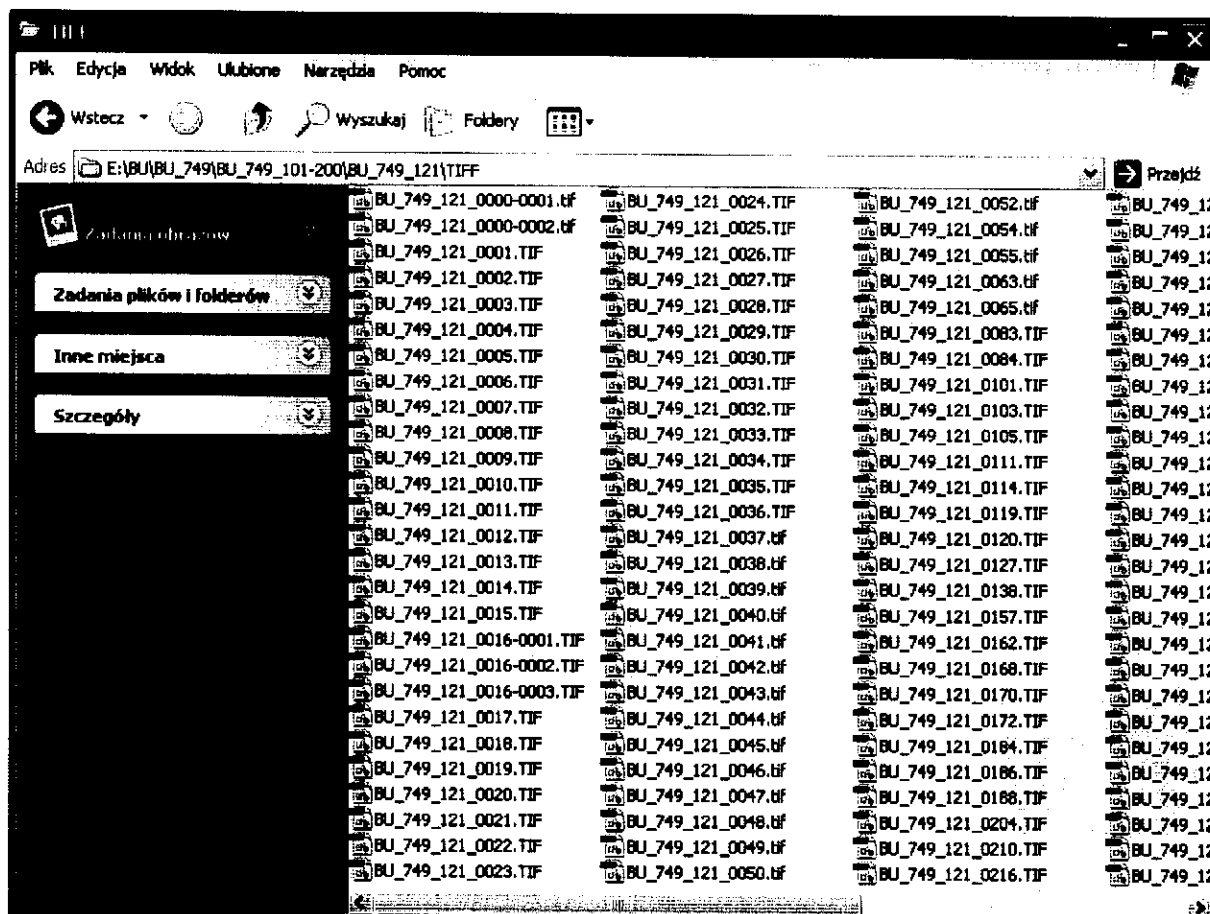 TIFF
Plik Edycja Widok Ulubione Narzędzia Pomoc
Wstecz Wyszukaj Foldery
Adres E:\BU\BU_749\BU_749_101-200\BU_749_121\TIFF Przejdź
Zadania obrazów
Zadania plików i folderów
Inne miejsca
Szczegóły
BU_749_121_0000-0001.tif
BU_749_121_0000-0002.tif
BU_749_121_0001.TIF
BU_749_121_0002.TIF
BU_749_121_0003.TIF
BU_749_121_0004.TIF
BU_749_121_0005.TIF
BU_749_121_0006.TIF
BU_749_121_0007.TIF
BU_749_121_0008.TIF
BU_749_121_0009.TIF
BU_749_121_0010.TIF
BU_749_121_0011.TIF
BU_749_121_0012.TIF
BU_749_121_0013.TIF
BU_749_121_0014.TIF
BU_749_121_0015.TIF
BU_749_121_0016-0001.TIF
BU_749_121_0016-0002.TIF
BU_749_121_0016-0003.TIF
BU_749_121_0017.TIF
BU_749_121_0018.TIF
BU_749_121_0019.TIF
BU_749_121_0020.TIF
BU_749_121_0021.TIF
BU_749_121_0022.TIF
BU_749_121_0023.TIF
BU_749_121_0024.TIF
BU_749_121_0025.TIF
BU_749_121_0026.TIF
BU_749_121_0027.TIF
BU_749_121_0028.TIF
BU_749_121_0029.TIF
BU_749_121_0030.TIF
BU_749_121_0031.TIF
BU_749_121_0032.TIF
BU_749_121_0033.TIF
BU_749_121_0034.TIF
BU_749_121_0035.TIF
BU_749_121_0036.TIF
BU_749_121_0037.tif
BU_749_121_0038.tif
BU_749_121_0039.tif
BU_749_121_0040.tif
BU_749_121_0041.tif
BU_749_121_0042.tif
BU_749_121_0043.tif
BU_749_121_0044.tif
BU_749_121_0045.tif
BU_749_121_0046.tif
BU_749_121_0047.tif
BU_749_121_0048.tif
BU_749_121_0049.tif
BU_749_121_0050.tif
BU_749_121_0052.tif
BU_749_121_0054.tif
BU_749_121_0055.tif
BU_749_121_0063.tif
BU_749_121_0065.tif
BU_749_121_0083.TIF
BU_749_121_0084.TIF
BU_749_121_0101.TIF
BU_749_121_0103.TIF
BU_749_121_0105.TIF
BU_749_121_0111.TIF
BU_749_121_0114.TIF
BU_749_121_0119.TIF
BU_749_121_0120.TIF
BU_749_121_0127.TIF
BU_749_121_0138.TIF
BU_749_121_0157.TIF
BU_749_121_0162.TIF
BU_749_121_0168.TIF
BU_749_121_0170.TIF
BU_749_121_0172.TIF
BU_749_121_0184.TIF
BU_749_121_0186.TIF
BU_749_121_0188.TIF
BU_749_121_0204.TIF
BU_749_121_0210.TIF
BU_749_121_0216.TIF